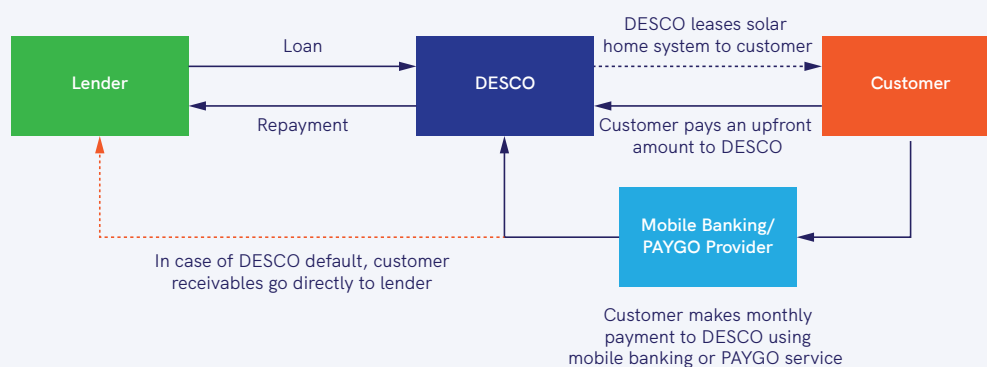 DESCO leases solar
home system to customer
Loan
Lender
DESCO
Customer
Repayment
Customer pays an upfront
amount to DESCO
Mobile Banking/
PAYGO Provider
In case of DESCO default, customer
receivables go directly to lender
Customer makes monthly
payment to DESCO using
mobile banking or PAYGO service